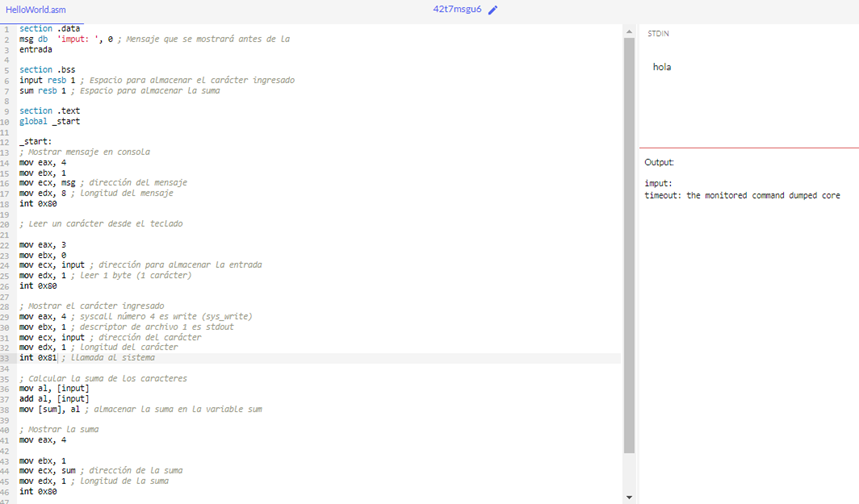 HelloWorld.asm
42t7msgu6
1 section .data
2 msg db 'imput: ', 0 ; Mensaje que se mostrará antes de la
3 entrada
4
5 section .bss
6 input resb 1 ; Espacio para almacenar el carácter ingresado
7 sum resb 1 ; Espacio para almacenar la suma
8
9 section .text
10 global _start
11
12 _start:
13 ; Mostrar mensaje en consola
14 mov eax, 4
15 mov ebx, 1
16 mov ecx, msg ; dirección del mensaje
17 mov edx, 8 ; longitud del mensaje
18 int 0x80
19
20 ; Leer un carácter desde el teclado
21
22 mov eax, 3
23 mov ebx, 0
24 mov ecx, input ; dirección para almacenar la entrada
25 mov edx, 1 ; leer 1 byte (1 carácter)
26 int 0x80
27
28 ; Mostrar el carácter ingresado
29 mov eax, 4 ; syscall número 4 es write (sys_write)
30 mov ebx, 1 ; descriptor de archivo 1 es stdout
31 mov ecx, input ; dirección del carácter
32 mov edx, 1 ; longitud del carácter
33 int 0x81 ; llamada al sistema
34
35 ; Calcular la suma de los caracteres
36 mov al, [input]
37 add al, [input]
38 mov [sum], al ; almacenar la suma en la variable sum
39
40 ; Mostrar la suma
41 mov eax, 4
42
43 mov ebx, 1
44 mov ecx, sum ; dirección de la suma
45 mov edx, 1 ; longitud de la suma
46 int 0x80
47
STDIN
hola
Output:
imput:
timeout: the monitored command dumped core